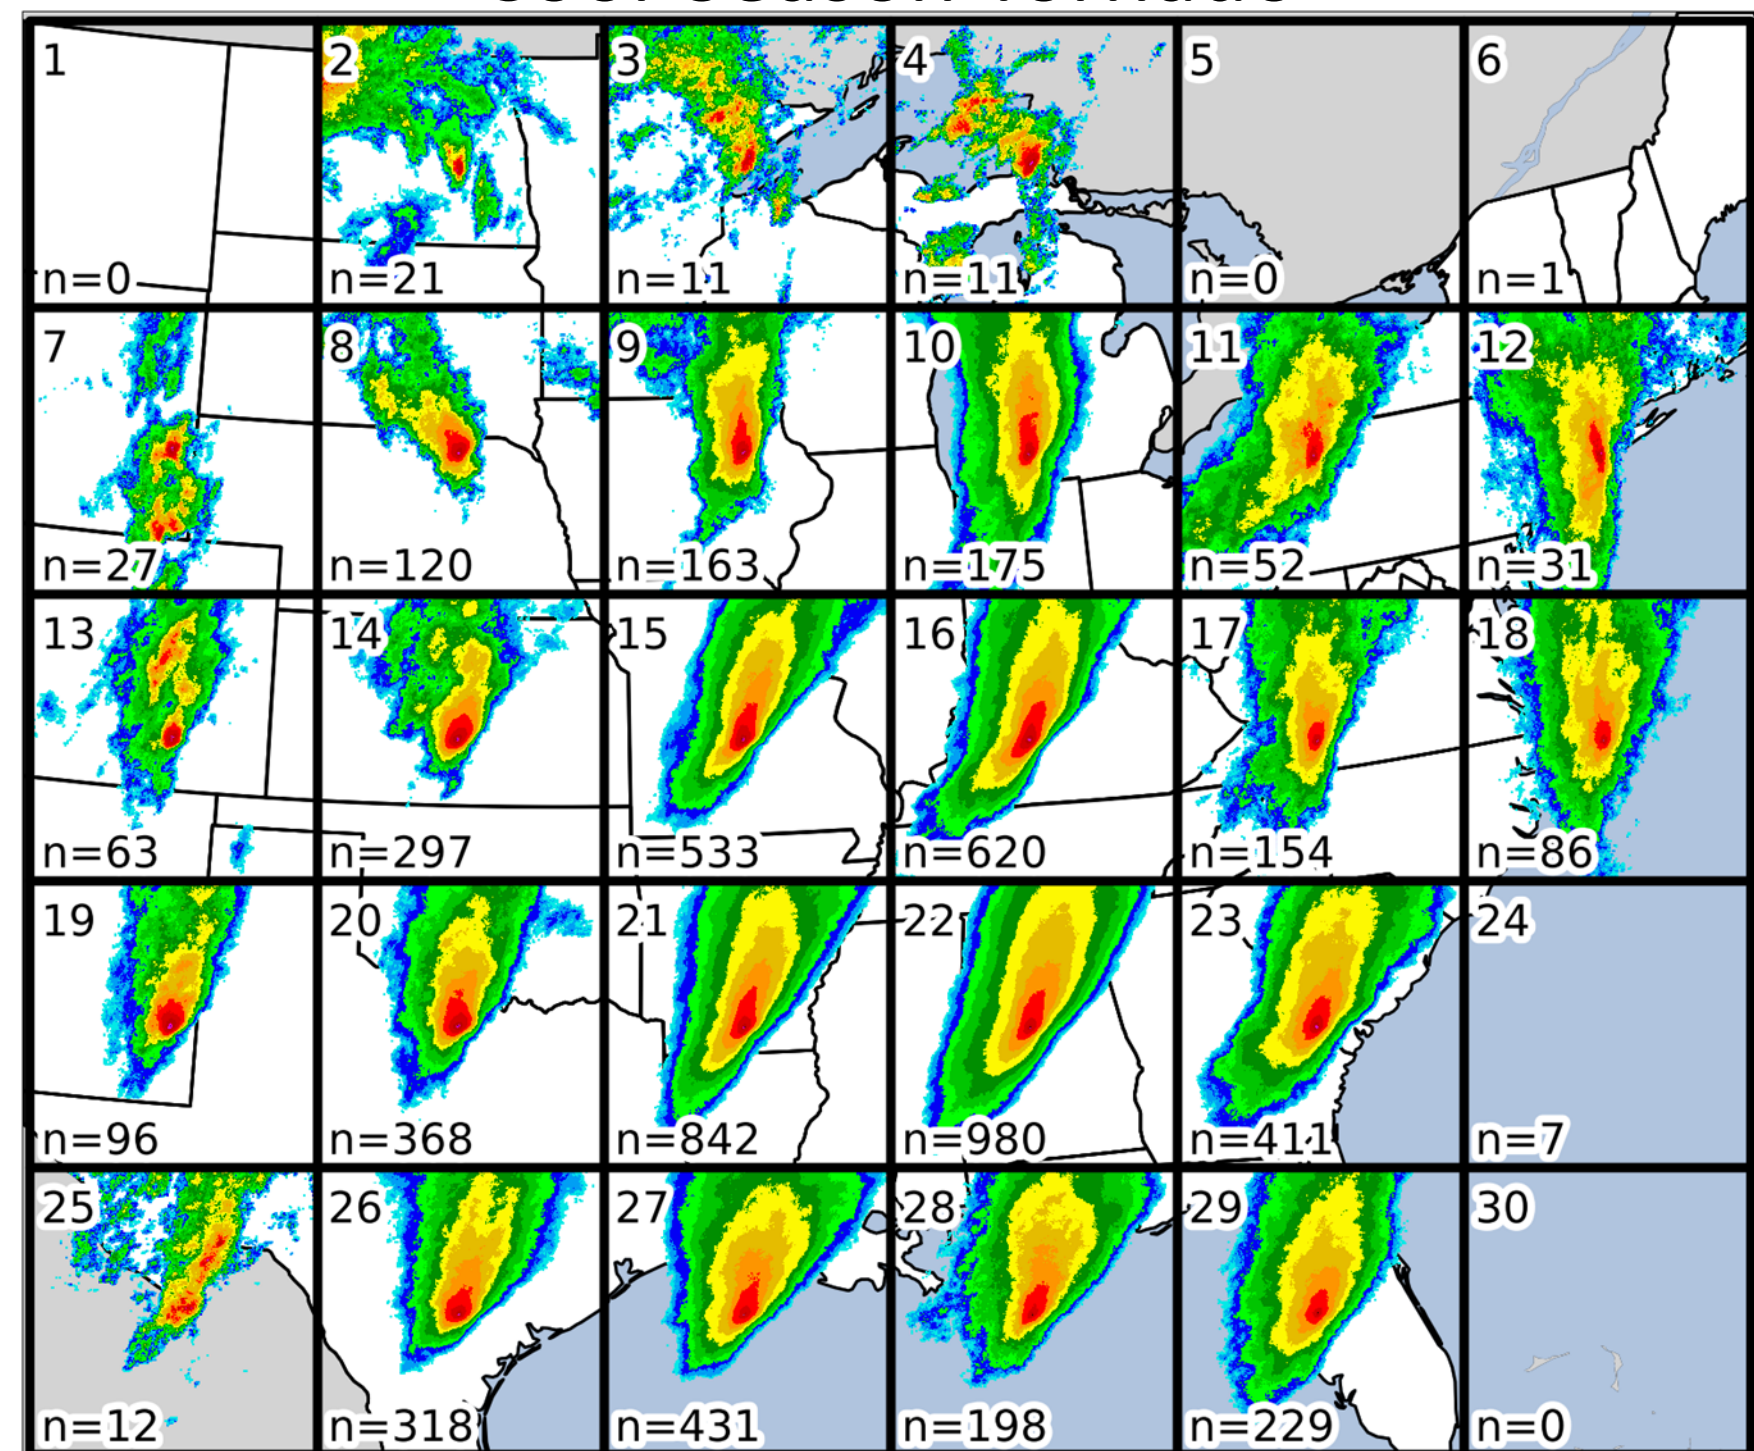 1 2 3 4 5 6
n=0 n=21 n=11 n=11 n=0 n=1
7 8 9 10 11 12
n=27 n=120 n=163 n=175 n=52 n=31
13 14 15 16 17 18
n=63 n=297 n=533 n=620 n=154 n=86
19 20 21 22 23 24
n=96 n=368 n=842 n=980 n=411 n=7
25 26 27 28 29 30
n=12 n=318 n=431 n=198 n=229 n=0